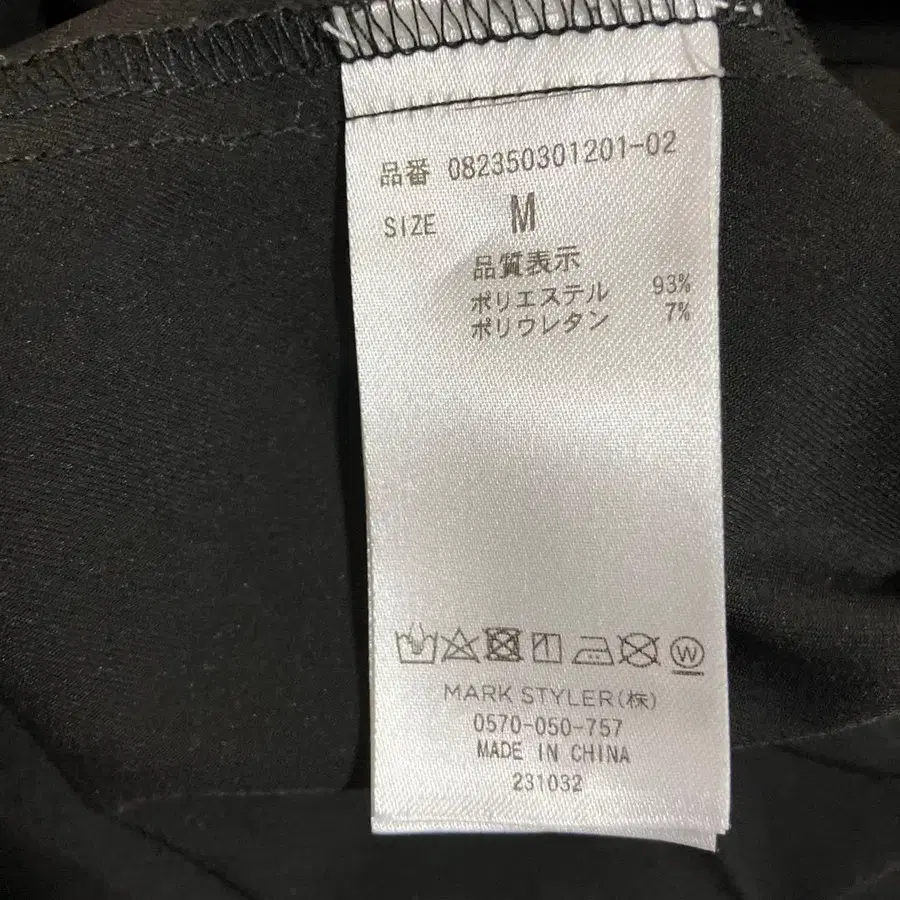 品番 082350301201-02
SIZE M
品質表示
ポリエステル 93%
ポリウレタン 7%
W
MARK STYLER(株)
0570-050-757
MADE IN CHINA
231032